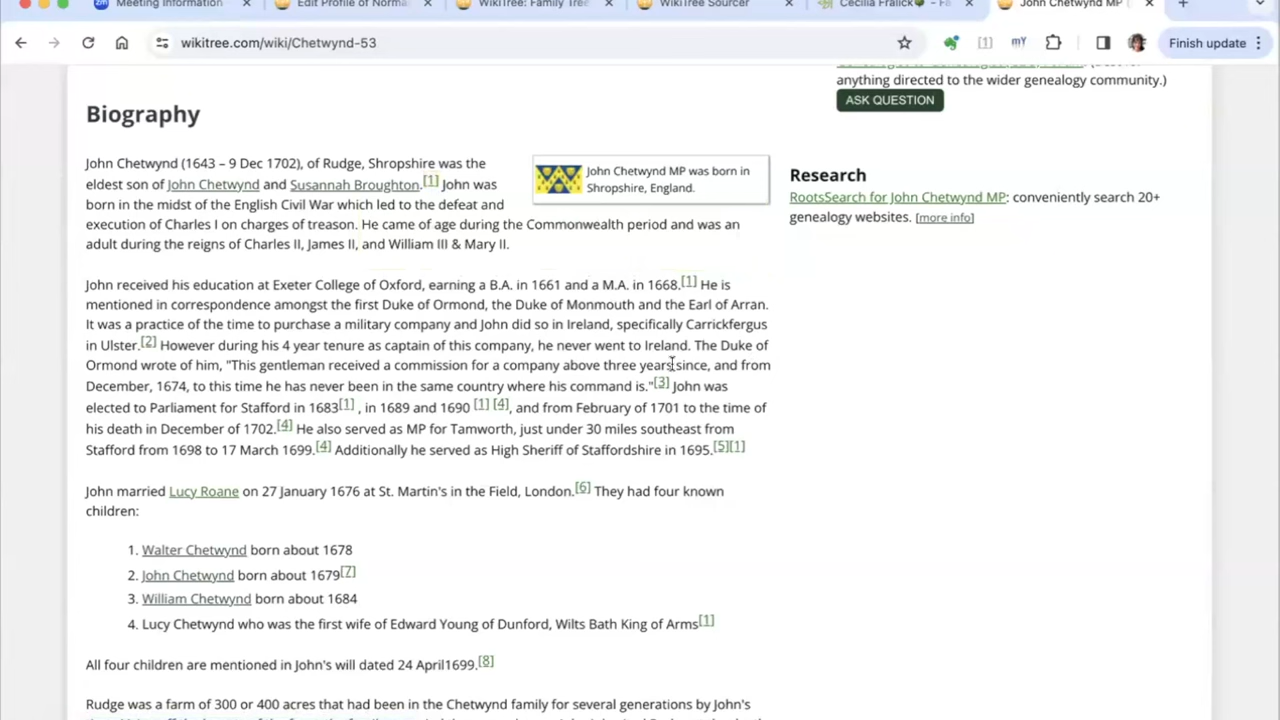 Meeting Information
Edit Profile of Norma
WikiTree: Family Tree
WikiTree Sourcer
Cecilia Fralick
John Chetwynd MP
wikitree.com/wiki/Chetwynd-53
[1]
mY
Finish update
anything directed to the wider genealogy community.)
ASK QUESTION
Biography
John Chetwynd (1643 – 9 Dec 1702), of Rudge, Shropshire was the
eldest son of John Chetwynd and Susannah Broughton.[1] John was
born in the midst of the English Civil War which led to the defeat and
execution of Charles I on charges of treason. He came of age during the Commonwealth period and was an
adult during the reigns of Charles II, James II, and William III & Mary II.
John Chetwynd MP was born in
Shropshire, England.
Research
RootsSearch for John Chetwynd MP: conveniently search 20+
genealogy websites. [more info]
John received his education at Exeter College of Oxford, earning a B.A. in 1661 and a M.A. in 1668.[1] He is
mentioned in correspondence amongst the first Duke of Ormond, the Duke of Monmouth and the Earl of Arran.
It was a practice of the time to purchase a military company and John did so in Ireland, specifically Carrickfergus
in Ulster.[2] However during his 4 year tenure as captain of this company, he never went to Ireland. The Duke of
Ormond wrote of him, "This gentleman received a commission for a company above three years since, and from
December, 1674, to this time he has never been in the same country where his command is."[3] John was
elected to Parliament for Stafford in 1683[1] , in 1689 and 1690 [1] [4], and from February of 1701 to the time of
his death in December of 1702.[4] He also served as MP for Tamworth, just under 30 miles southeast from
Stafford from 1698 to 17 March 1699.[4] Additionally he served as High Sheriff of Staffordshire in 1695.[5][1]
John married Lucy Roane on 27 January 1676 at St. Martin's in the Field, London.[6] They had four known
children:
1. Walter Chetwynd born about 1678
2. John Chetwynd born about 1679[7]
3. William Chetwynd born about 1684
4. Lucy Chetwynd who was the first wife of Edward Young of Dunford, Wilts Bath King of Arms[1]
All four children are mentioned in John's will dated 24 April1699.[8]
Rudge was a farm of 300 or 400 acres that had been in the Chetwynd family for several generations by John's